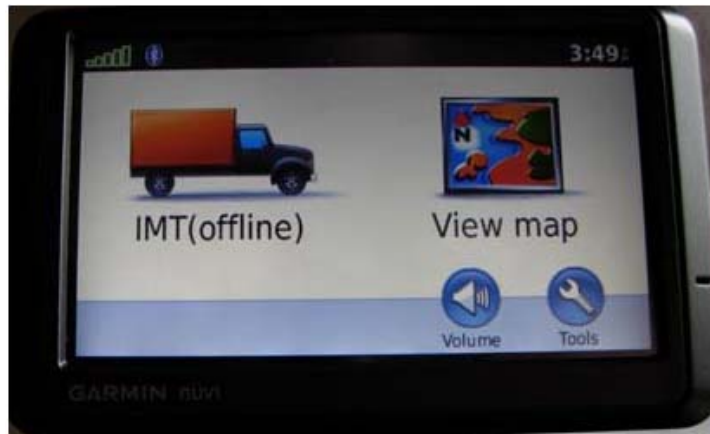 3:49
IMT(offline)
N
View map
Volume
Tools
GARMIN nüvi